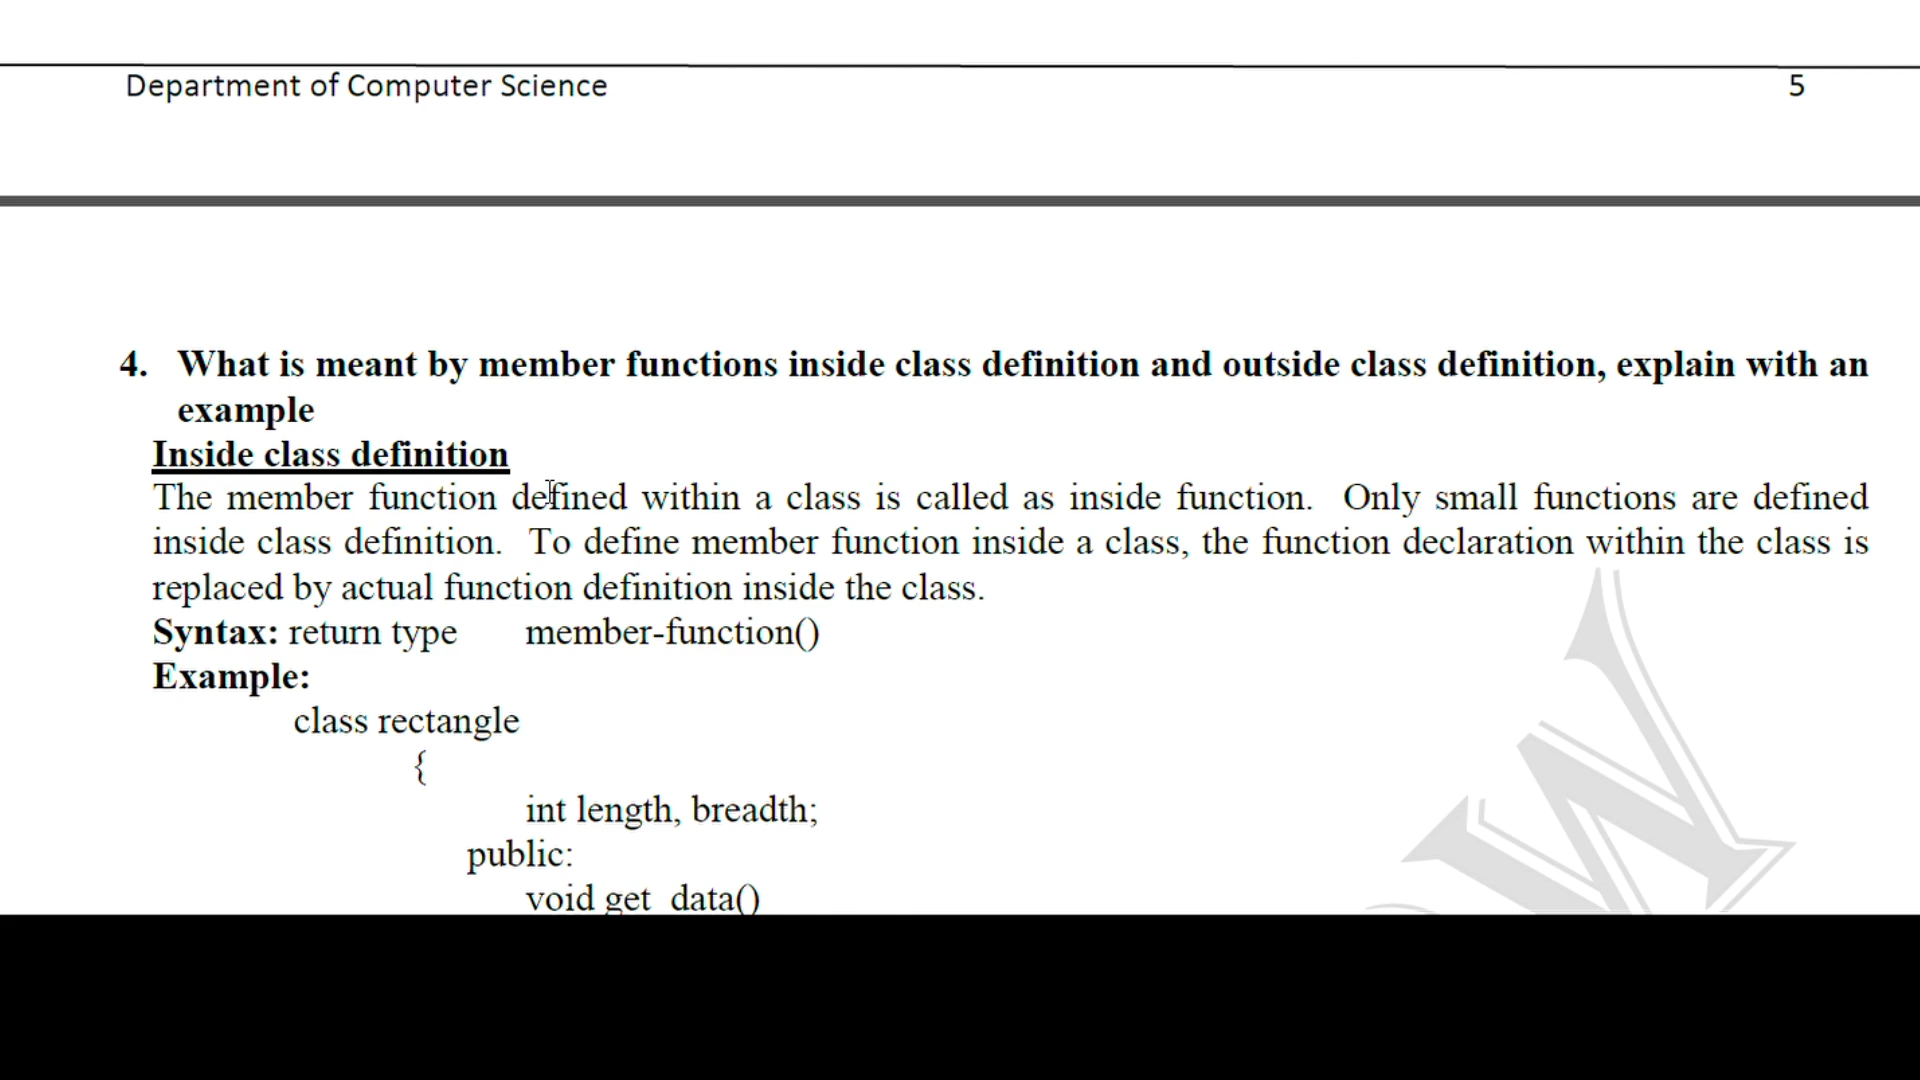 Department of Computer Science 5
4. What is meant by member functions inside class definition and outside class definition, explain with an
example
Inside class definition
The member function defined within a class is called as inside function. Only small functions are defined
inside class definition. To define member function inside a class, the function declaration within the class is
replaced by actual function definition inside the class.
Syntax: return type member-function()
Example:
class rectangle
{
int length, breadth;
public:
void get_data()
W